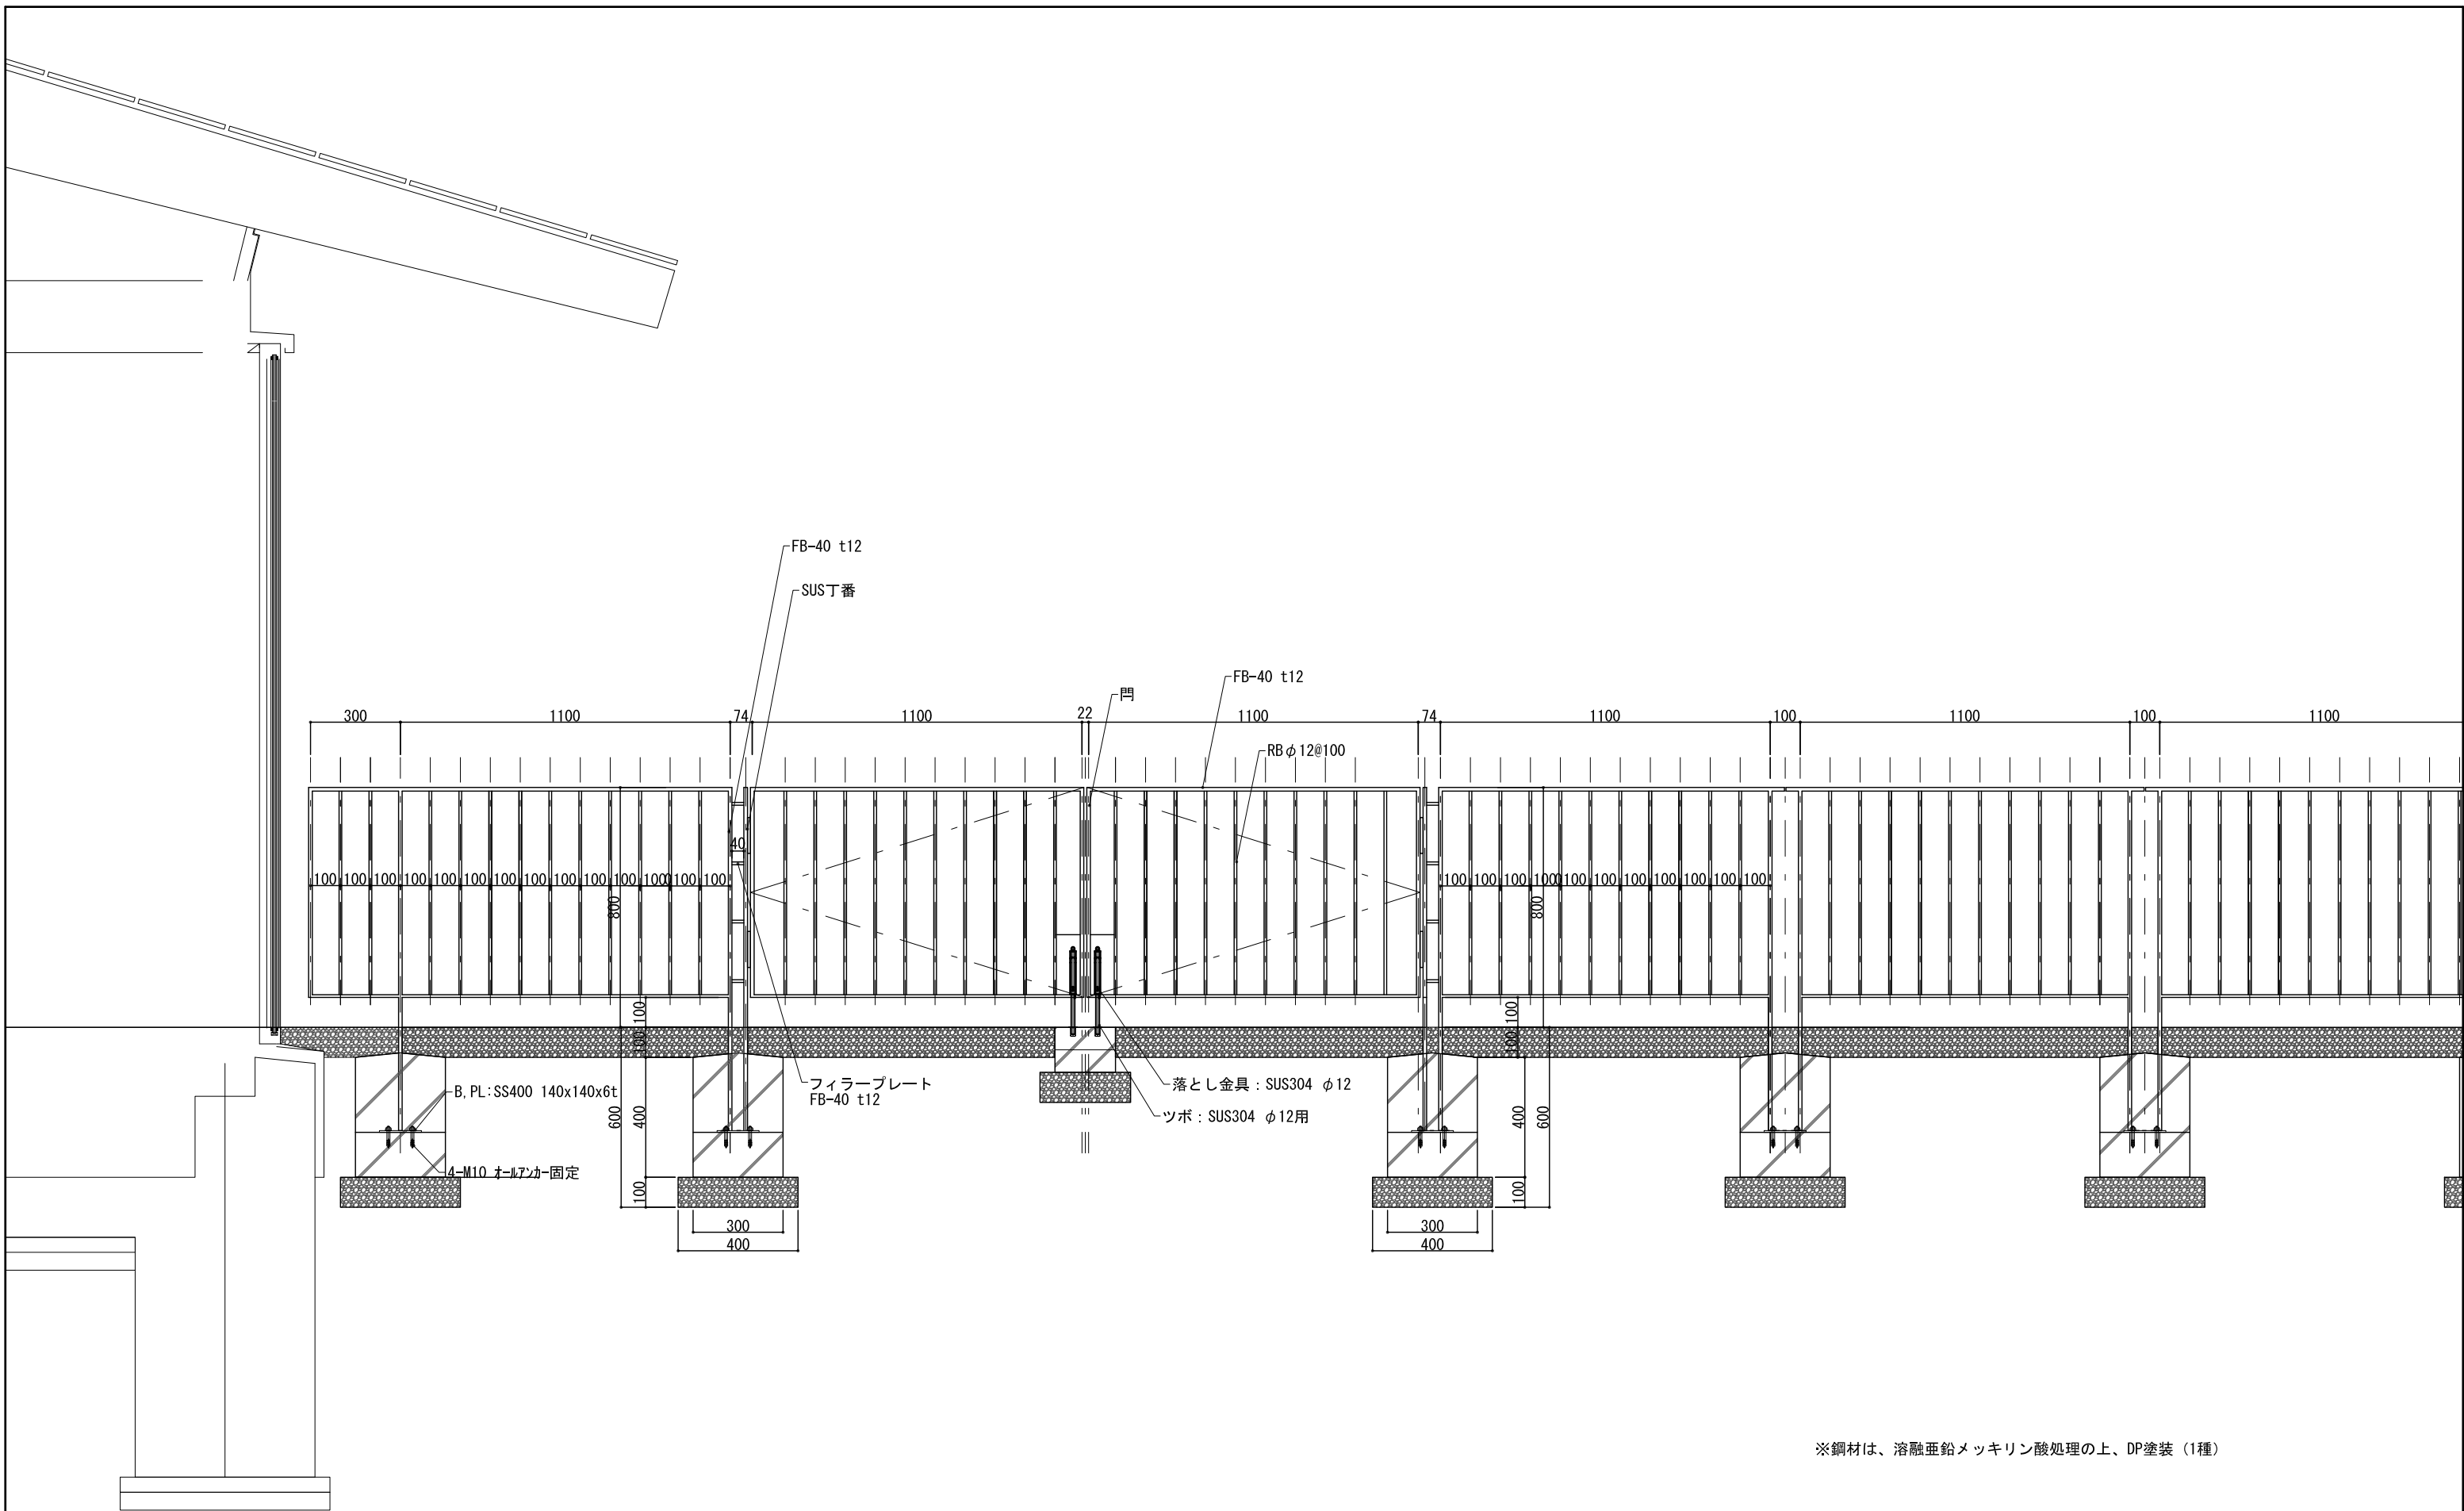 FB-40 t12
SUS丁番
FB-40 t12
閂
300 1100 74 1100 22 1100 74 1100 100 1100 100 1100
RBφ12@100
40
100 100 100 100 100 100 100 100 100 100 100 100 100 100
100 100 100 100 100 100 100 100 100 100 100
800
800
100
100
100
100
フィラープレート
FB-40 t12
落とし金具：SUS304 φ12
B,PL:SS400 140x140x6t
ツボ：SUS304 φ12用
600
400
400
600
4-M10 オールアンカー固定
100
100
300
400
300
400
※鋼材は、溶融亜鉛メッキリン酸処理の上、DP塗装（1種）